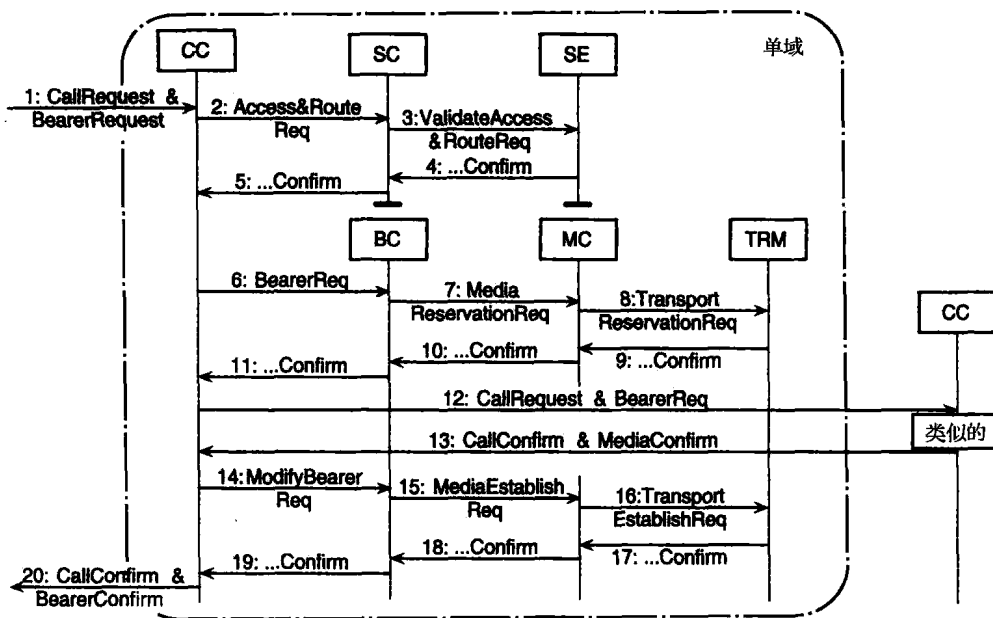 单域
CC
SC
SE
1: CallRequest &
BearerRequest
2: Access&Route
Req
3:ValidateAccess
&RouteReq
4: ...Confirm
5: ...Confirm
BC
MC
TRM
6: BearerReq
7: Media
ReservationReq
8:Transport
ReservationReq
CC
9: ...Confirm
10: ...Confirm
11: ...Confirm
12: CallRequest & BearerReq
类似的
13: CallConfirm & MediaConfirm
14:ModifyBearer
Req
15: MediaEstablish
Req
16:Transport
EstablishReq
17: ...Confirm
18: ...Confirm
19: ...Confirm
20: CallConfirm &
BearerConfirm